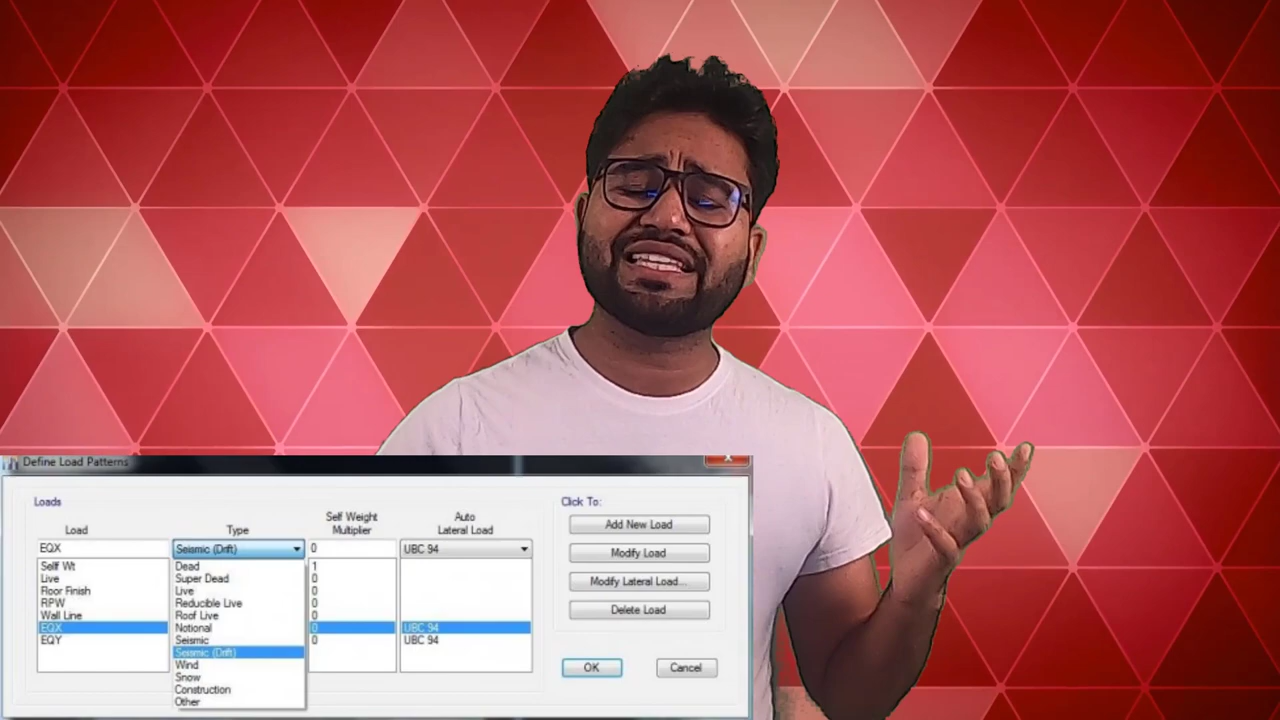 Define Load Patterns
Loads
Click To:
Load Type Self Weight Multiplier Auto Lateral Load
EQX Seismic (Drift) 0 UBC 94
Self Wt Dead 1
Live Super Dead 0
Floor Finish Live 0
RPW Reducible Live 0
Wall Line Roof Live 0
EQX Notional 0 UBC 94
EQY Seismic 0 UBC 94
Seismic (Drift)
Wind
Snow
Construction
Other
Add New Load
Modify Load
Modify Lateral Load...
Delete Load
OK Cancel